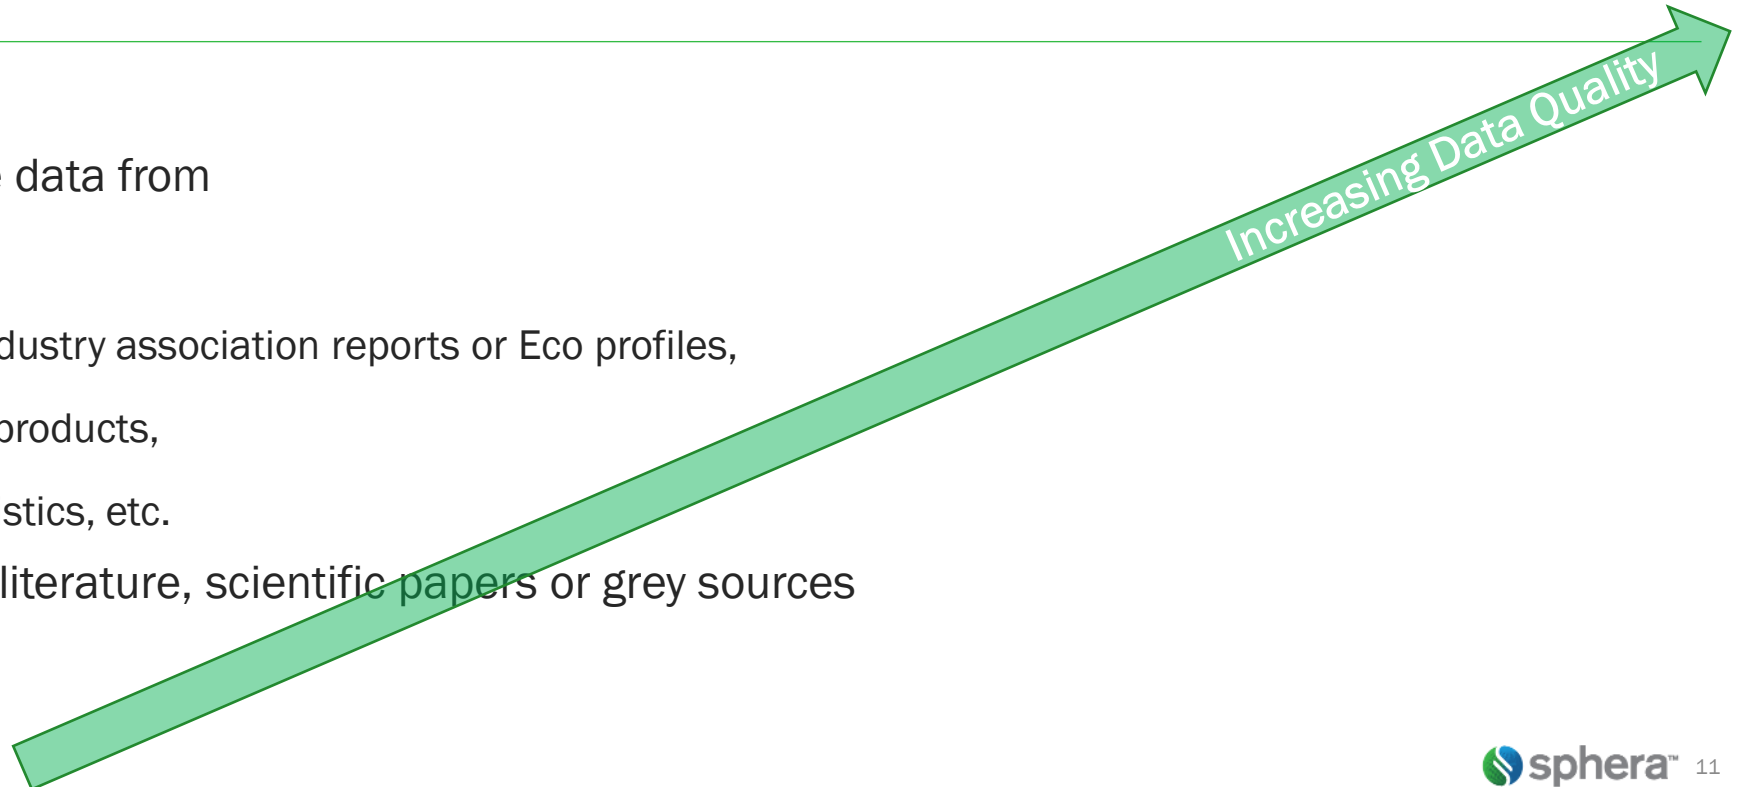 Increasing Data Quality
e data from
dustry association reports or Eco profiles,
products,
stics, etc.
literature, scientific papers or grey sources
sphera™ 11